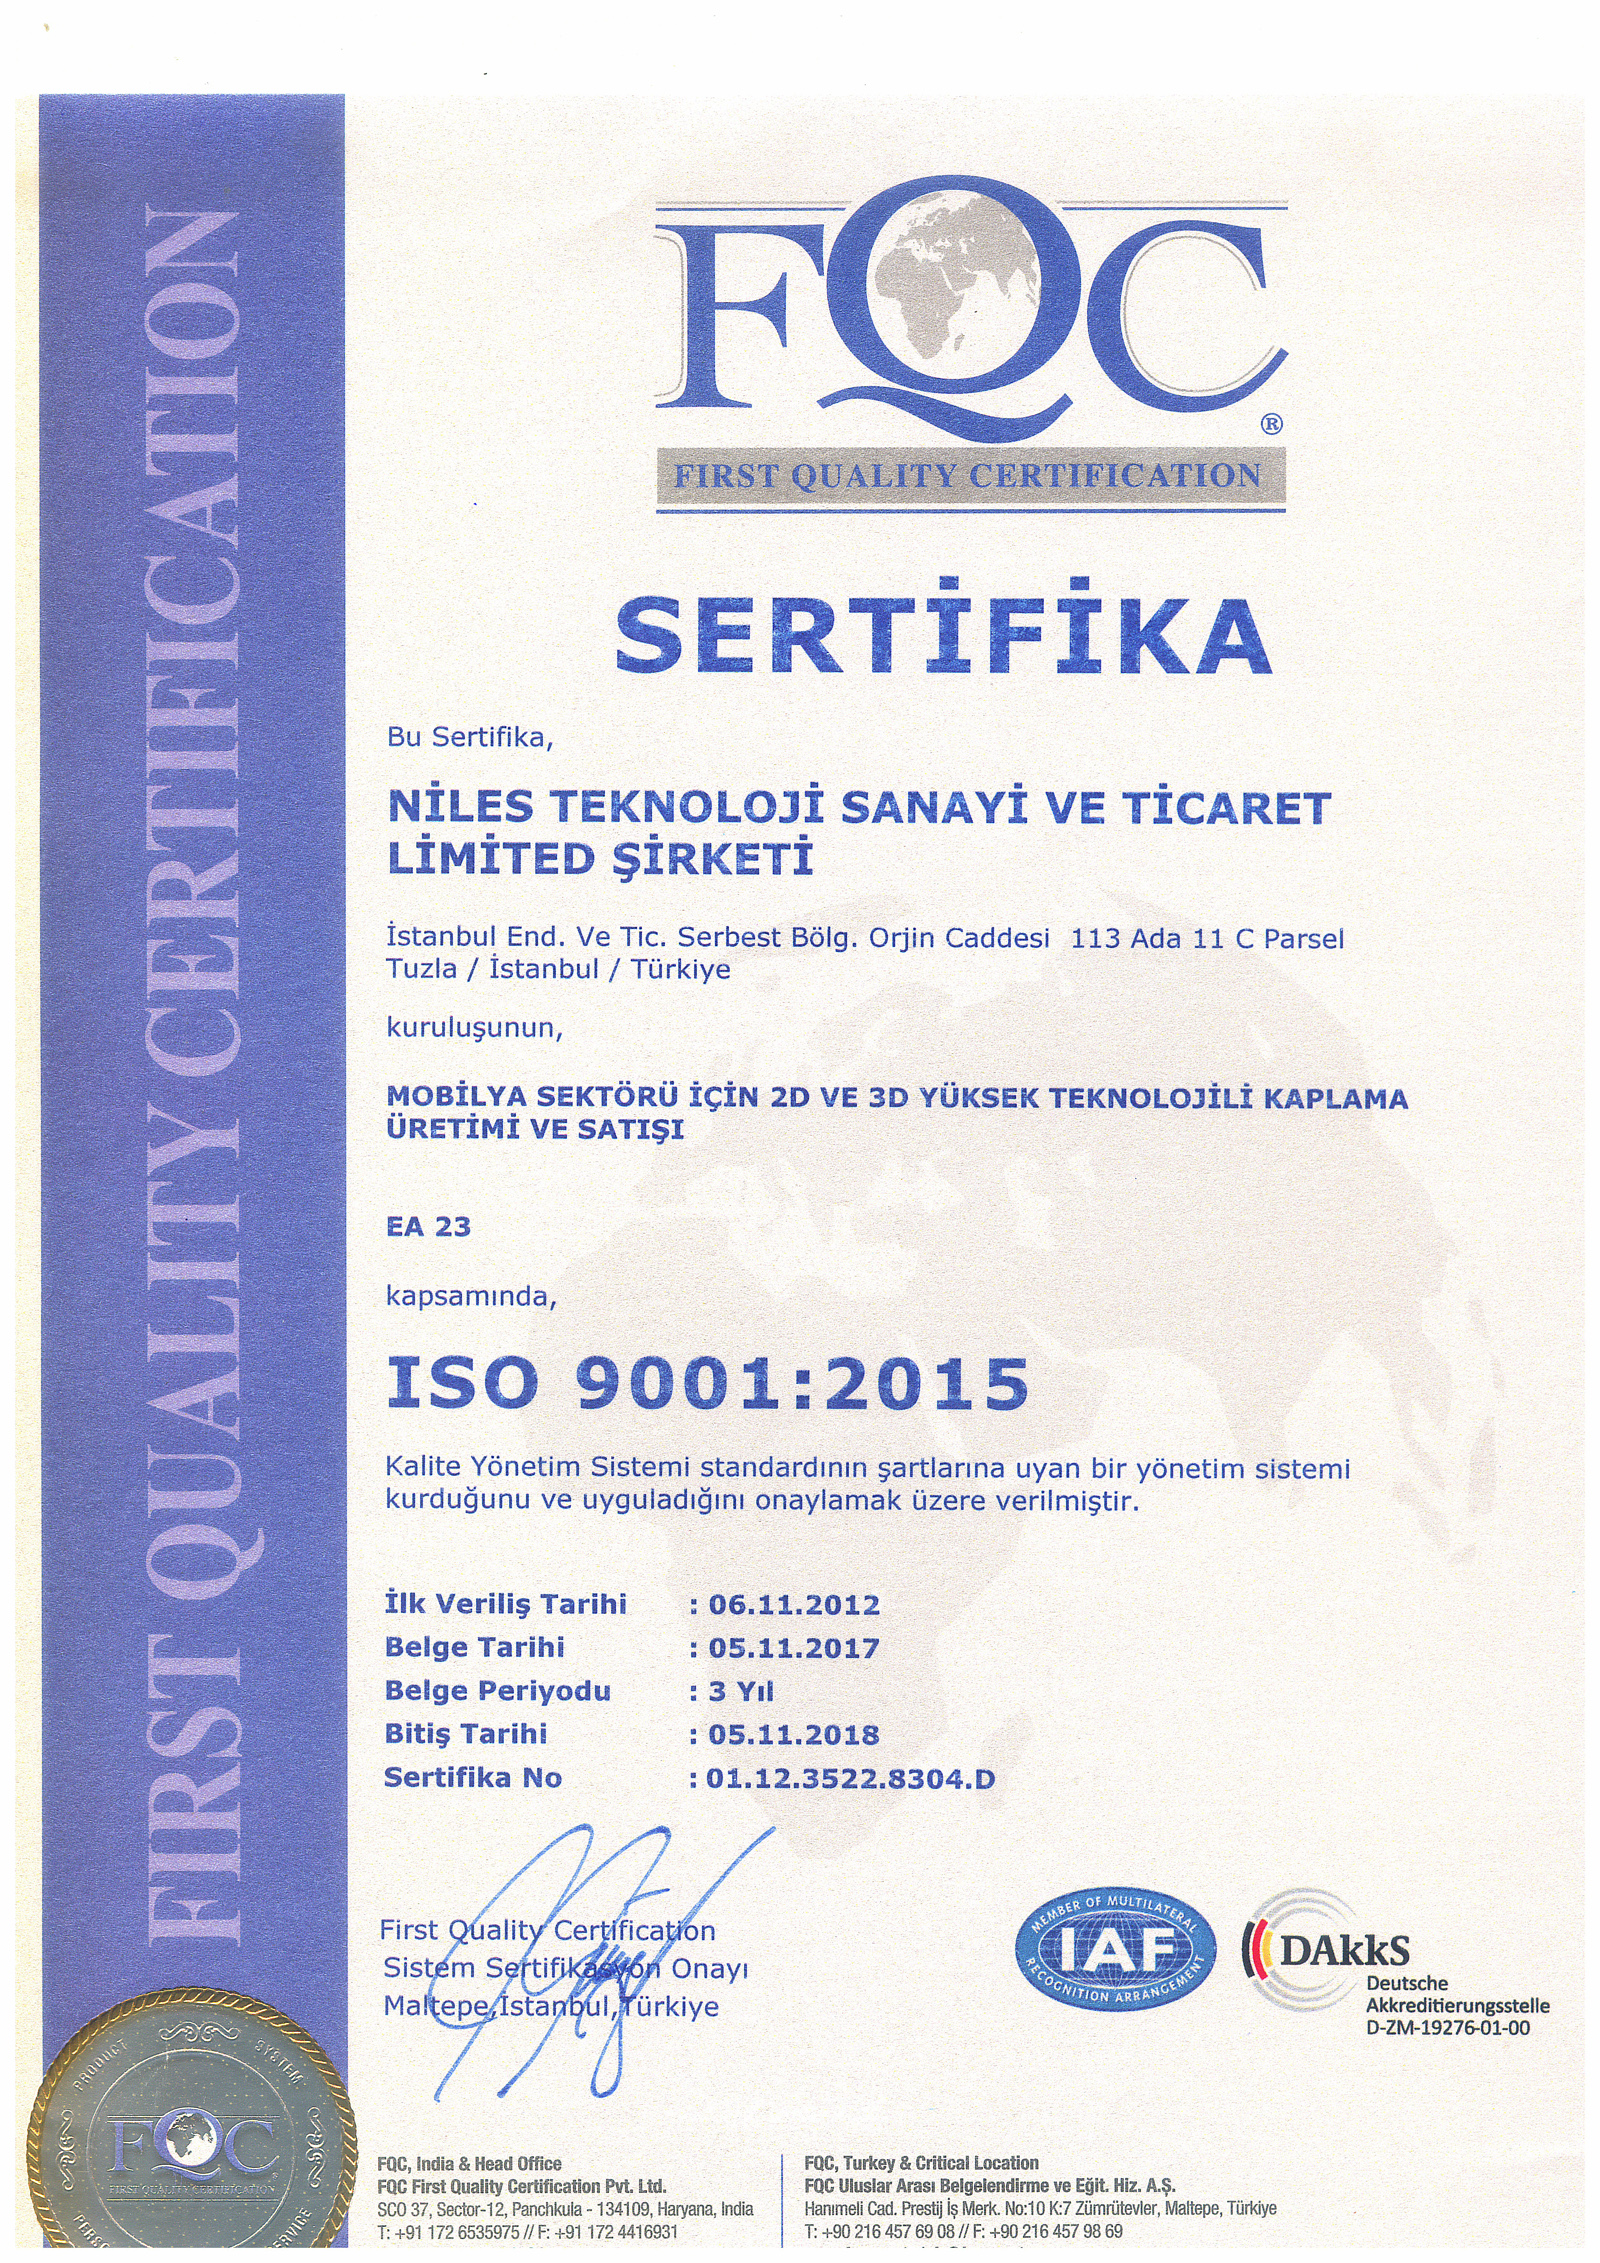 FIRST QUALITY CERTIFICATION
FQC
®
FIRST QUALITY CERTIFICATION
SERTİFİKA
Bu Sertifika,
NİLES TEKNOLOJİ SANAYİ VE TİCARET
LİMİTED ŞİRKETİ
İstanbul End. Ve Tic. Serbest Bölg. Orjin Caddesi 113 Ada 11 C Parsel
Tuzla / İstanbul / Türkiye
kuruluşunun,
MOBİLYA SEKTÖRÜ İÇİN 2D VE 3D YÜKSEK TEKNOLOJİLİ KAPLAMA
ÜRETİMİ VE SATIŞI
EA 23
kapsamında,
ISO 9001:2015
Kalite Yönetim Sistemi standardının şartlarına uyan bir yönetim sistemi
kurduğunu ve uyguladığını onaylamak üzere verilmiştir.
İlk Veriliş Tarihi : 06.11.2012
Belge Tarihi : 05.11.2017
Belge Periyodu : 3 Yıl
Bitiş Tarihi : 05.11.2018
Sertifika No : 01.12.3522.8304.D
First Quality Certification
Sistem Sertifikasyon Onayı
Maltepe,İstanbul,Türkiye
MEMBER OF MULTILATERAL
IAF
RECOGNITION ARRANGEMENT
DAkkS
Deutsche
Akkreditierungsstelle
D-ZM-19276-01-00
PRODUCT SYSTEM
FQC
FIRST QUALITY CERTIFICATION
SERVICE
FQC, India & Head Office
FQC First Quality Certification Pvt. Ltd.
SCO 37, Sector-12, Panchkula - 134109, Haryana, India
T: +91 172 6535975 // F: +91 172 4416931
FQC, Turkey & Critical Location
FQC Uluslar Arası Belgelendirme ve Eğit. Hiz. A.Ş.
Hanımeli Cad. Prestij İş Merk. No:10 K:7 Zümrütevler, Maltepe, Türkiye
T: +90 216 457 69 08 // F: +90 216 457 98 69